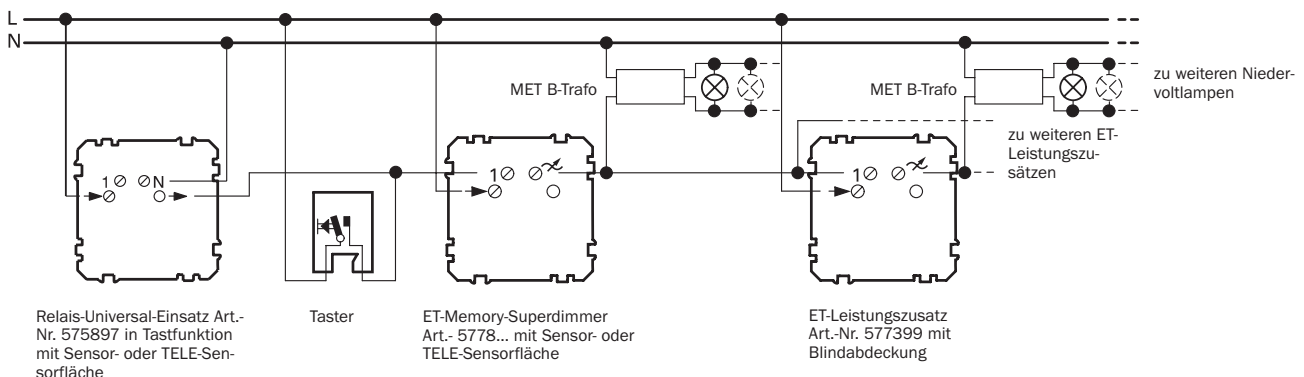 L
N
MET B-Trafo
MET B-Trafo
zu weiteren Nieder-
voltlampen
zu weiteren ET-
Leistungszu-
sätzen
1
N
1
1
Relais-Universal-Einsatz Art.-
Nr. 575897 in Tastfunktion
mit Sensor- oder TELE-Sen-
sorfläche
Taster
ET-Memory-Superdimmer
Art.- 5778... mit Sensor- oder
TELE-Sensorfläche
ET-Leistungszusatz
Art.-Nr. 577399 mit
Blindabdeckung